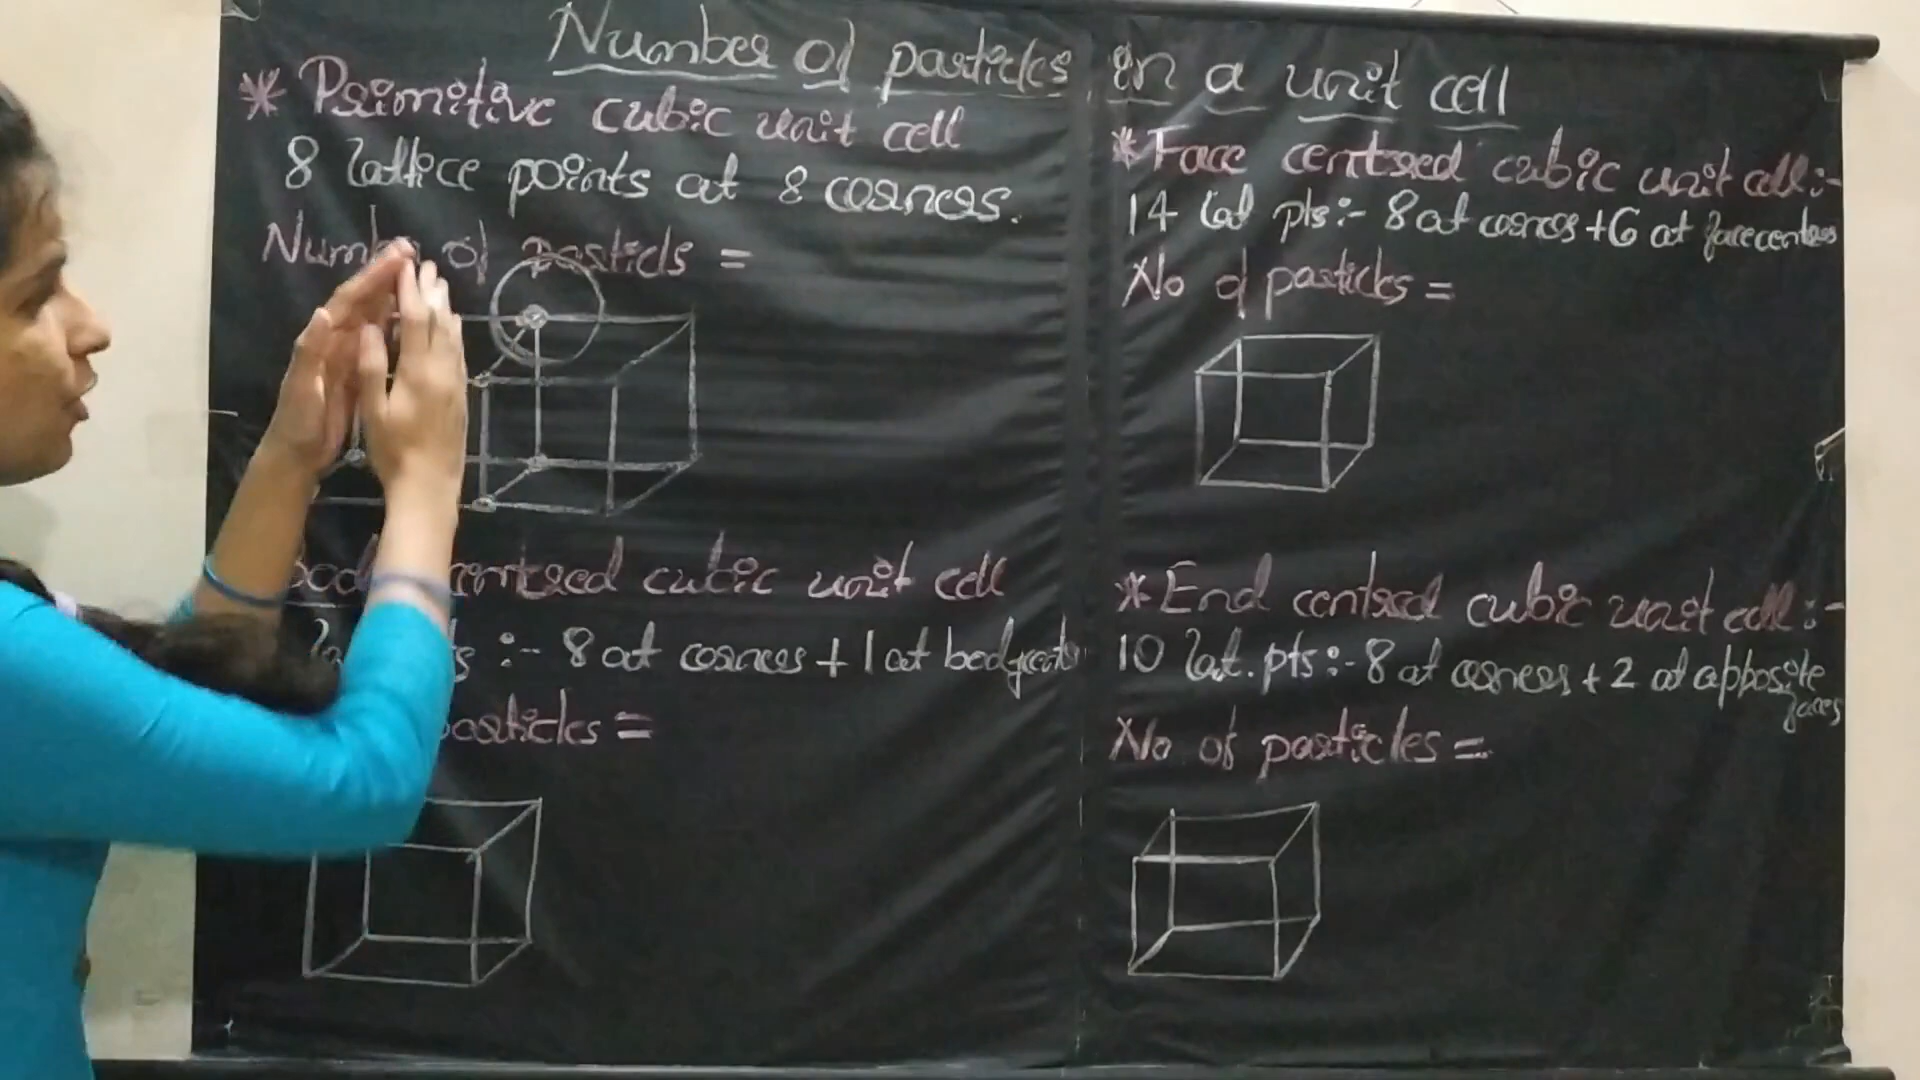 Number of particles in a unit cell
* Primitive cubic unit cell
8 lattice points at 8 corners.
Number of particls =
centred cubic unit cell
:- 8 at corners + 1 at
particles =
* Face centred cubic unit cell :-
14 lat pts :- 8 at corners + 6 at facecentres
No of particles =
* End centred cubic unit cell :-
10 lat. pts :- 8 at corners + 2 at opposite
faces
No of particles =